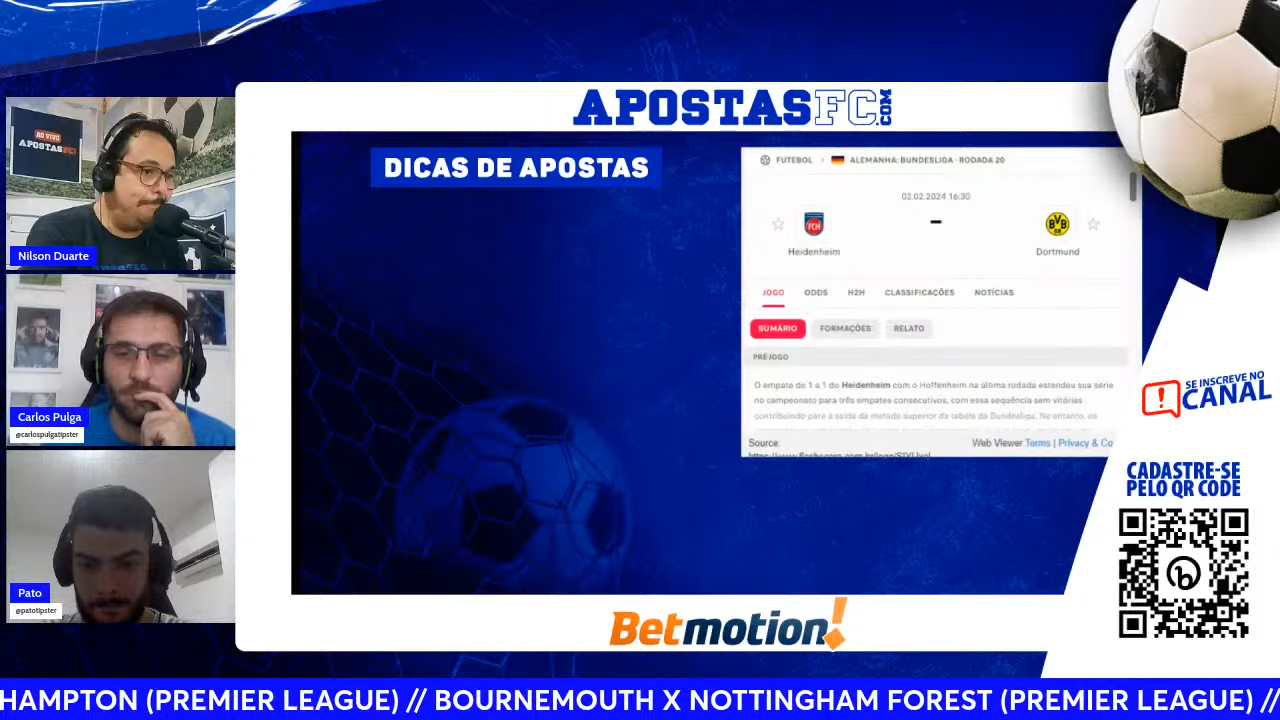 APOSTASFC.COM
DICAS DE APOSTAS
FUTEBOL › ALEMANHA: BUNDESLIGA - RODADA 20
02.02.2024 16:30
-
Heidenheim
Dortmund
JOGO ODDS H2H CLASSIFICAÇÕES NOTÍCIAS
SUMÁRIO FORMAÇÕES RELATO
PRÉ-JOGO
O empate do 1 a 1 do Heidenheim com o Hoffenheim na última rodada estendeu sua série
no campeonato para três empates consecutivos, com essa sequência sem vitórias
contribuindo para a saída da metade superior da tabela da Bundesliga. No entanto, os
Source:
Web Viewer Terms | Privacy & Co
AO VIVO
APOSTASFC!
Nilson Duarte
Carlos Pulga
@carlospulgatipster
Pato
@patotipster
SE INSCREVE NO
CANAL
CADASTRE-SE
PELO QR CODE
b
Betmotion!
HAMPTON (PREMIER LEAGUE) // BOURNEMOUTH X NOTTINGHAM FOREST (PREMIER LEAGUE) //